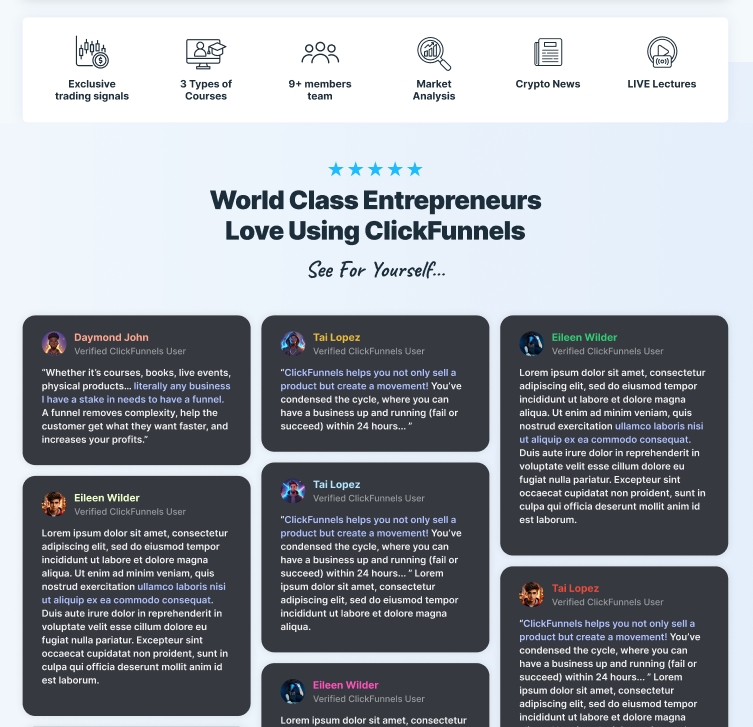 Exclusive
trading signals
3 Types of
Courses
9+ members
team
Market
Analysis
Crypto News
LIVE Lectures
World Class Entrepreneurs
Love Using ClickFunnels
See For Yourself...
Daymond John
Verified ClickFunnels User
"Whether it's courses, books, live events,
physical products... literally any business
I have a stake in needs to have a funnel.
A funnel removes complexity, help the
customer get what they want faster, and
increases your profits."
Eileen Wilder
Verified ClickFunnels User
Lorem ipsum dolor sit amet, consectetur
adipiscing elit, sed do eiusmod tempor
incididunt ut labore et dolore magna
aliqua. Ut enim ad minim veniam, quis
nostrud exercitation ullamco laboris nisi
ut aliquip ex ea commodo consequat.
Duis aute irure dolor in reprehenderit in
voluptate velit esse cillum dolore eu
fugiat nulla pariatur. Excepteur sint
occaecat cupidatat non proident, sunt in
culpa qui officia deserunt mollit anim id
est laborum.
Tai Lopez
Verified ClickFunnels User
"ClickFunnels helps you not only sell a
product but create a movement! You've
condensed the cycle, where you can
have a business up and running (fail or
succeed) within 24 hours... "
Tai Lopez
Verified ClickFunnels User
"ClickFunnels helps you not only sell a
product but create a movement! You've
condensed the cycle, where you can
have a business up and running (fail or
succeed) within 24 hours... " Lorem
ipsum dolor sit amet, consectetur
adipiscing elit, sed do eiusmod tempor
incididunt ut labore et dolore magna
aliqua.
Eileen Wilder
Verified ClickFunnels User
Lorem ipsum dolor sit amet, consectetur
Eileen Wilder
Verified ClickFunnels User
Lorem ipsum dolor sit amet, consectetur
adipiscing elit, sed do eiusmod tempor
incididunt ut labore et dolore magna
aliqua. Ut enim ad minim veniam, quis
nostrud exercitation ullamco laboris nisi
ut aliquip ex ea commodo consequat.
Duis aute irure dolor in reprehenderit in
voluptate velit esse cillum dolore eu
fugiat nulla pariatur. Excepteur sint
occaecat cupidatat non proident, sunt in
culpa qui officia deserunt mollit anim id
est laborum.
Tai Lopez
Verified ClickFunnels User
"ClickFunnels helps you not only sell a
product but create a movement! You've
condensed the cycle, where you can
have a business up and running (fail or
succeed) within 24 hours... " Lorem
ipsum dolor sit amet, consectetur
adipiscing elit, sed do eiusmod tempor
incididunt ut labore et dolore magna